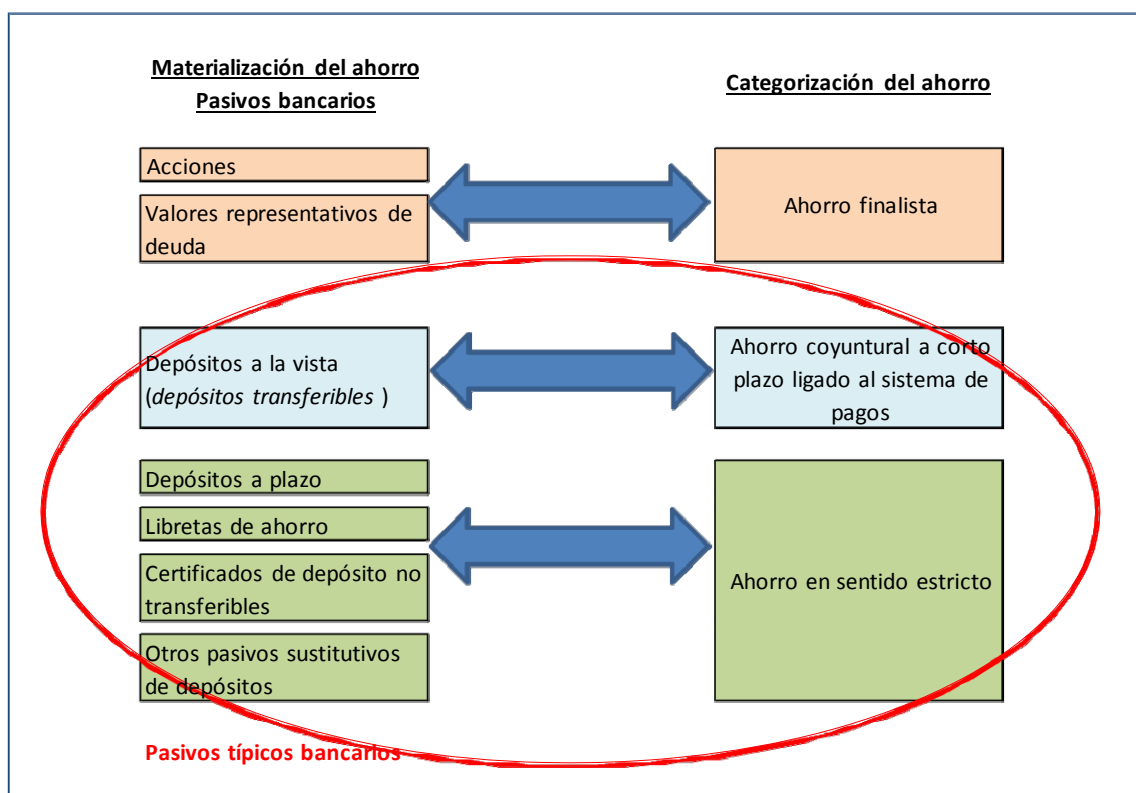 Materialización del ahorro
Pasivos bancarios
Categorización del ahorro
Acciones
Valores representativos de
deuda
Ahorro finalista
Depósitos a la vista
(depósitos transferibles )
Ahorro coyuntural a corto
plazo ligado al sistema de
pagos
Depósitos a plazo
Libretas de ahorro
Certificados de depósito no
transferibles
Otros pasivos sustitutivos
de depósitos
Ahorro en sentido estricto
Pasivos típicos bancarios